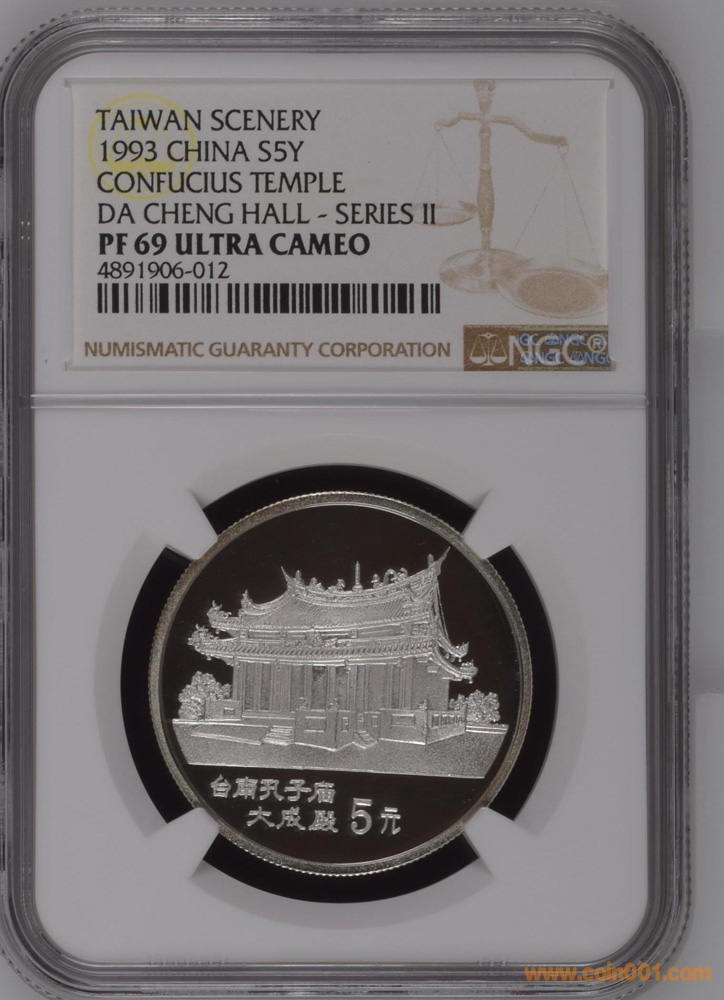 TAIWAN SCENERY
1993 CHINA S5Y
CONFUCIUS TEMPLE
DA CHENG HALL - SERIES II
PF 69 ULTRA CAMEO
4891906-012
NUMISMATIC GUARANTY CORPORATION
NGC®
台南孔子庙
大成殿 5元
www.coin001.com